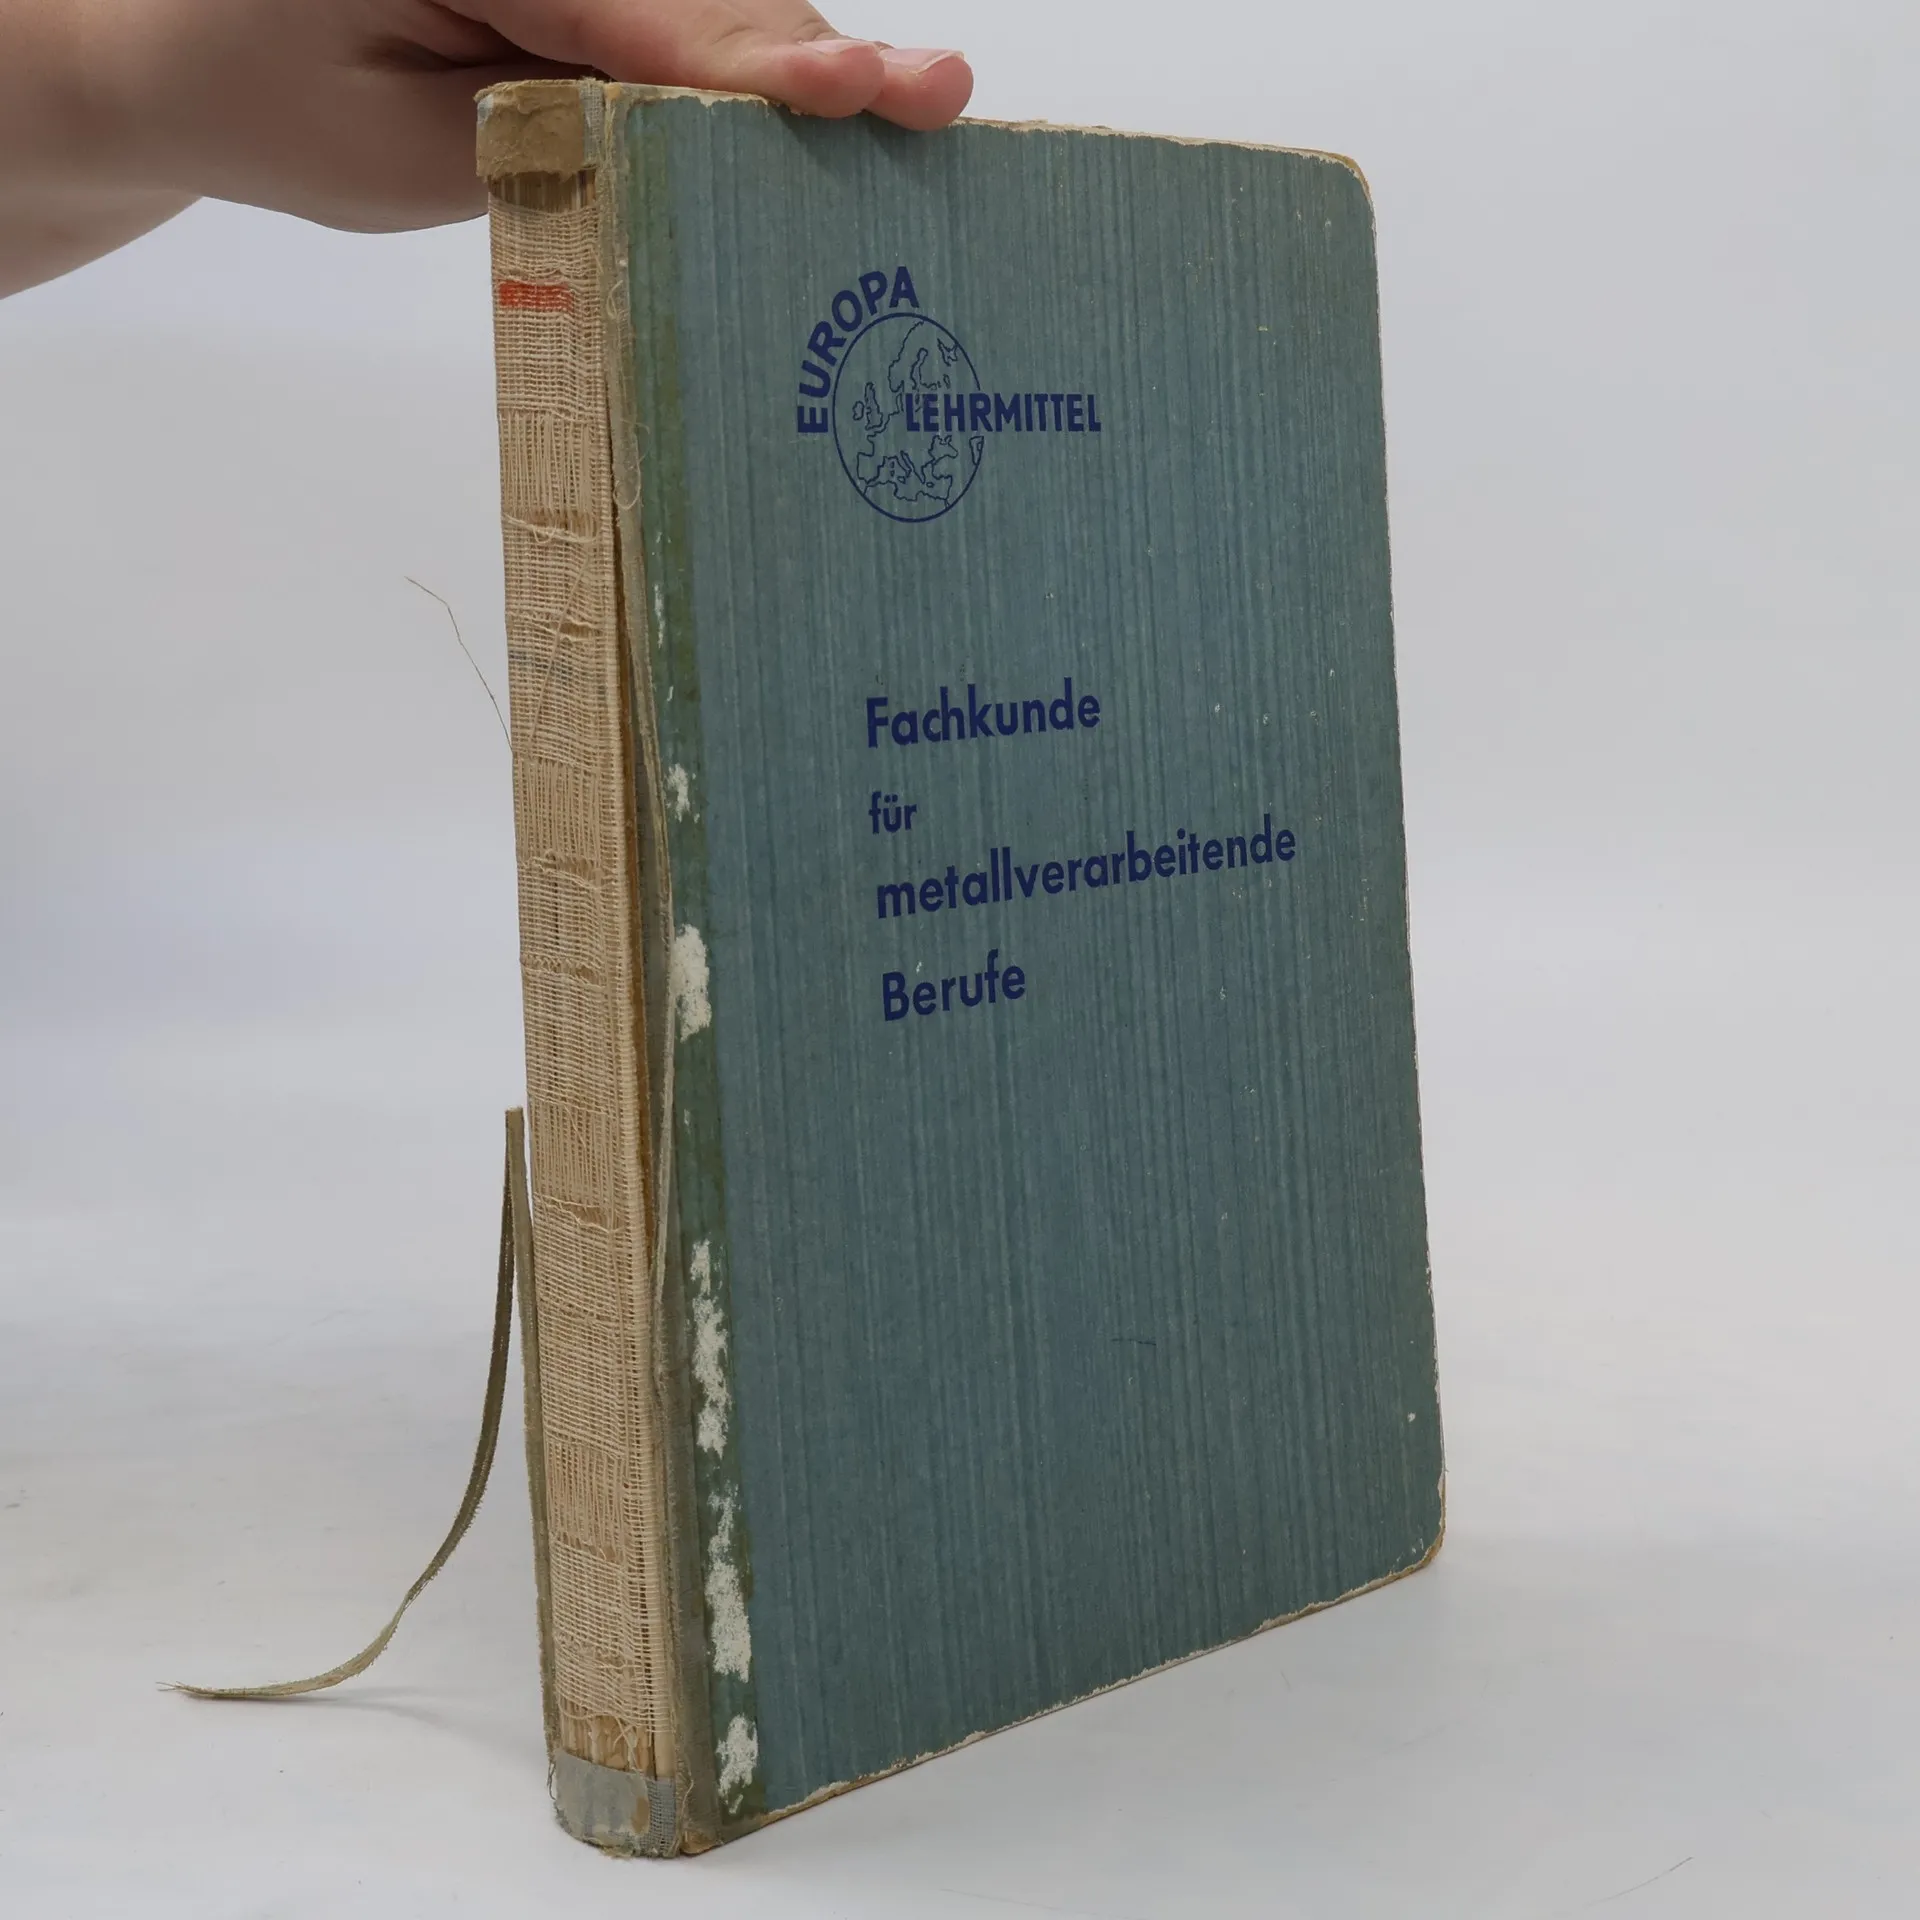 EUROPA
LEHRMITTEL
Fachkunde
für
metallverarbeitende
Berufe